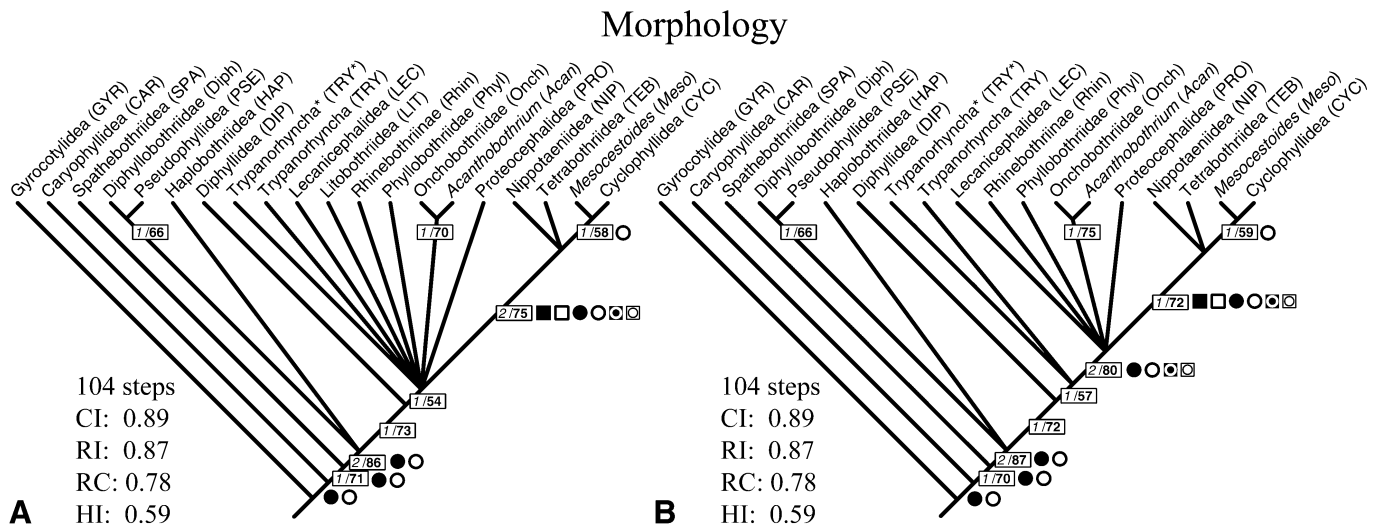 Morphology
Gyrocotylidea (GYR)
Caryophyllidea (CAR)
Spathebothriidea (SPA)
Diphyllobothriidae (Diph)
Pseudophyllidea (PSE)
Haplobothriidea (HAP)
Diphyllidea (DIP)
Trypanorhyncha* (TRY*)
Trypanorhyncha (TRY)
Lecanicephalidea (LEC)
Litobothriidea (LIT)
Rhinebothriinae (Rhin)
Phyllobothriidae (Phyl)
Onchobothriidae (Onch)
Acanthobothrium (Acan)
Proteocephalidea (PRO)
Nippotaeniidea (NIP)
Tetrabothriidea (TEB)
Mesocestoides (Meso)
Cyclophyllidea (CYC)
1/66
1/70
1/58
2/75
1/54
1/73
2/86
1/71
104 steps
CI: 0.89
RI: 0.87
RC: 0.78
HI: 0.59
A
Gyrocotylidea (GYR)
Caryophyllidea (CAR)
Spathebothriidea (SPA)
Diphyllobothriidae (Diph)
Pseudophyllidea (PSE)
Haplobothriidea (HAP)
Diphyllidea (DIP)
Trypanorhyncha* (TRY*)
Trypanorhyncha (TRY)
Lecanicephalidea (LEC)
Rhinebothriinae (Rhin)
Phyllobothriidae (Phyl)
Onchobothriidae (Onch)
Acanthobothrium (Acan)
Proteocephalidea (PRO)
Nippotaeniidea (NIP)
Tetrabothriidea (TEB)
Mesocestoides (Meso)
Cyclophyllidea (CYC)
1/66
1/75
1/59
1/72
2/80
1/57
1/72
2/87
1/70
104 steps
CI: 0.89
RI: 0.87
RC: 0.78
HI: 0.59
B